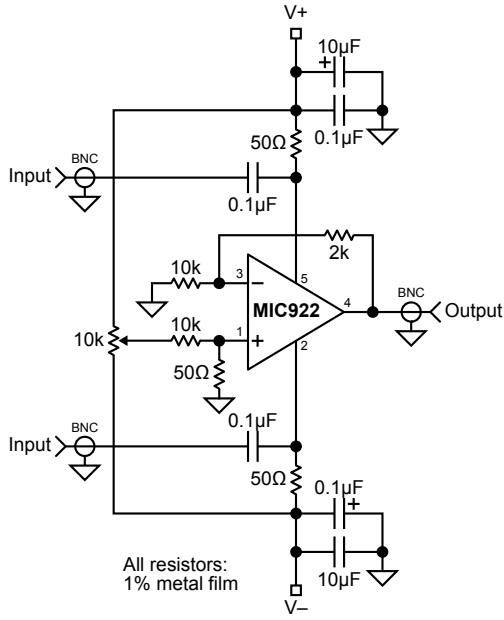 V+
10µF
+
0.1µF
50Ω
BNC
Input
0.1µF
2k
10k
3
−
5
MIC922
4
BNC
Output
10k
10k
1
+
2
50Ω
0.1µF
BNC
Input
50Ω
0.1µF
+
10µF
All resistors:
1% metal film
V–